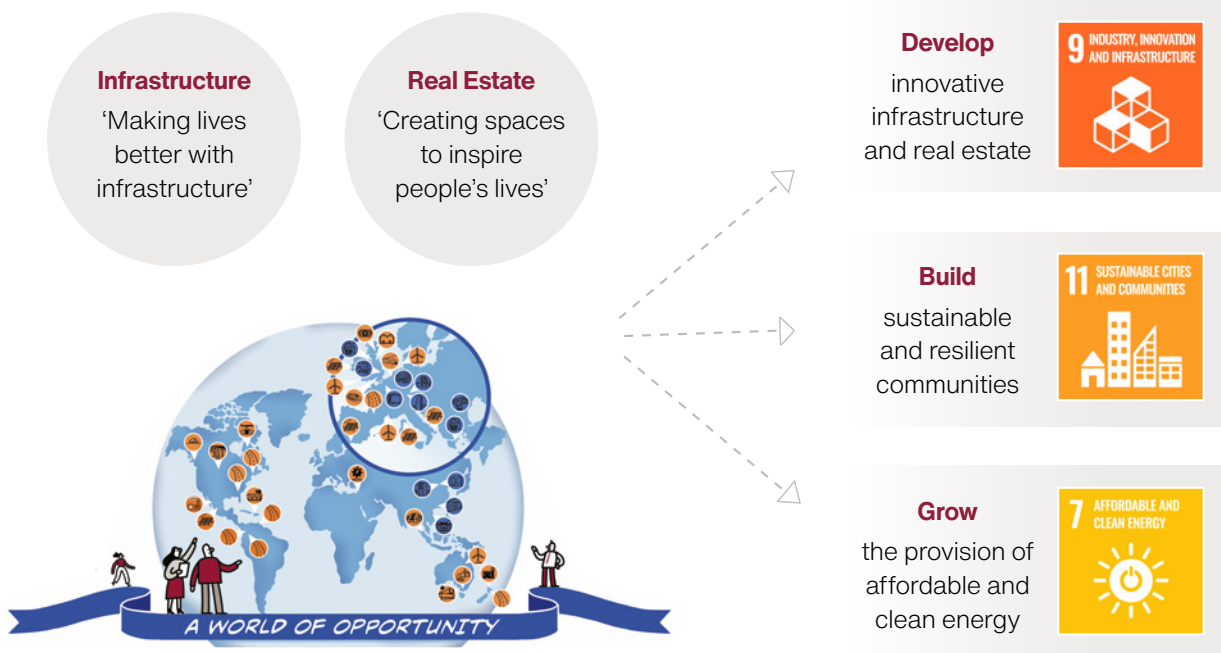 Infrastructure
‘Making lives
better with
infrastructure’
Real Estate
‘Creating spaces
to inspire
people’s lives’
A WORLD OF OPPORTUNITY
Develop
innovative
infrastructure
and real estate
9 INDUSTRY, INNOVATION
AND INFRASTRUCTURE
Build
sustainable
and resilient
communities
11 SUSTAINABLE CITIES
AND COMMUNITIES
Grow
the provision of
affordable and
clean energy
7 AFFORDABLE AND
CLEAN ENERGY